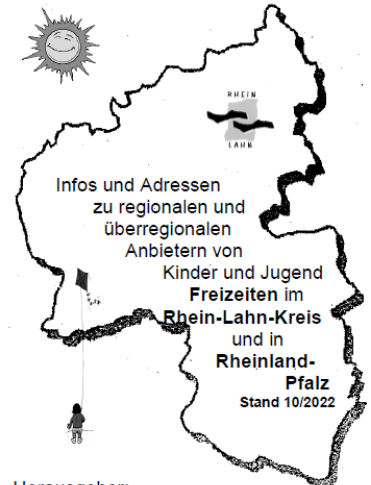 RHEIN
LAHN
Infos und Adressen
zu regionalen und
überregionalen
Anbietern von
Kinder und Jugend
Freizeiten im
Rhein-Lahn-Kreis
und in
Rheinland-
Pfalz
Stand 10/2022
Herausgeber: